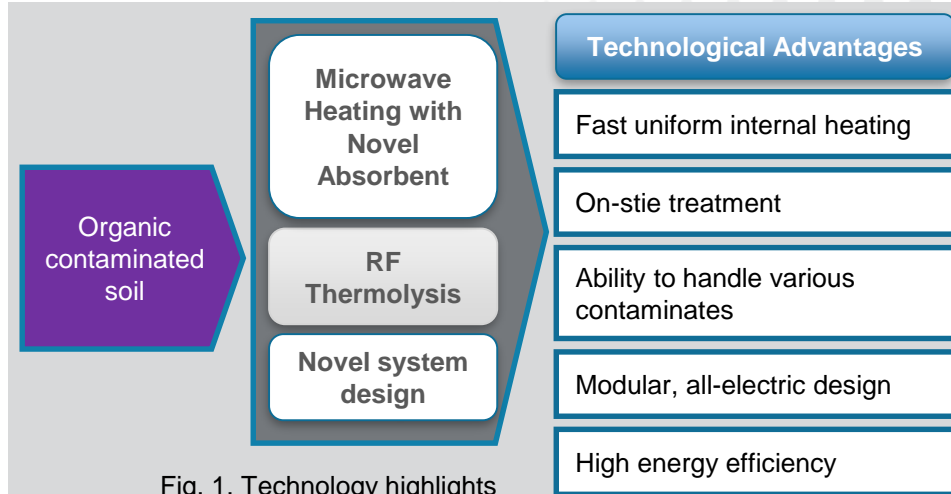 Organic
contaminated
soil
Microwave
Heating with
Novel
Absorbent
RF
Thermolysis
Novel system
design
Fig. 1. Technology highlights
Technological Advantages
Fast uniform internal heating
On-stie treatment
Ability to handle various
contaminates
Modular, all-electric design
High energy efficiency